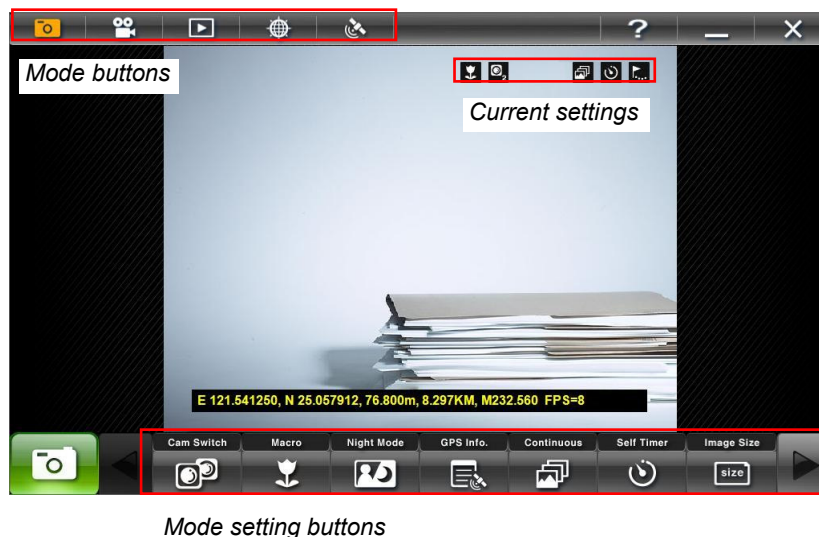 ?
Mode buttons
2
Current settings
E 121.541250, N 25.057912, 76.800m, 8.297KM, M232.560 FPS=8
Cam Switch Macro Night Mode GPS Info. Continuous Self Timer Image Size
size
Mode setting buttons